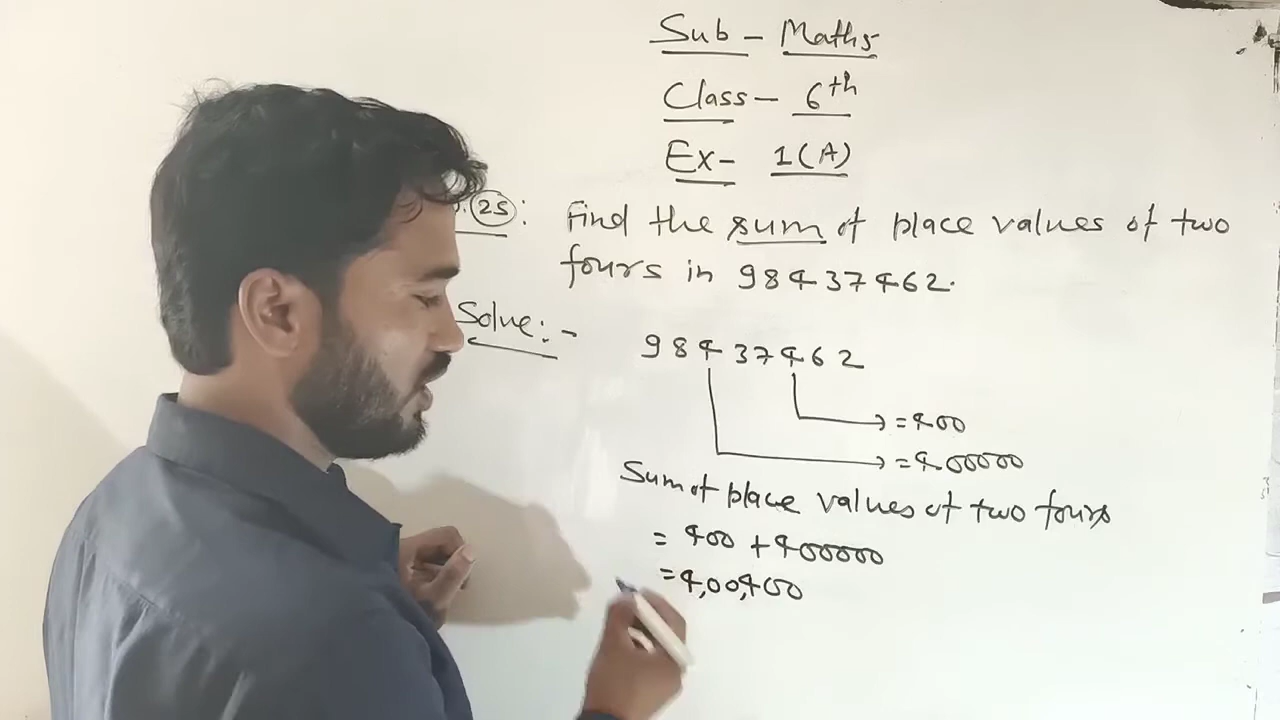 Sub - Maths
Class - 6th
Ex- 1(A)
25: Find the sum of place values of two
fours in 98437462.
Solve:-
98437462
= 400
= 400000
Sum of place values of two fours
= 400 + 400000
= 4,00,400